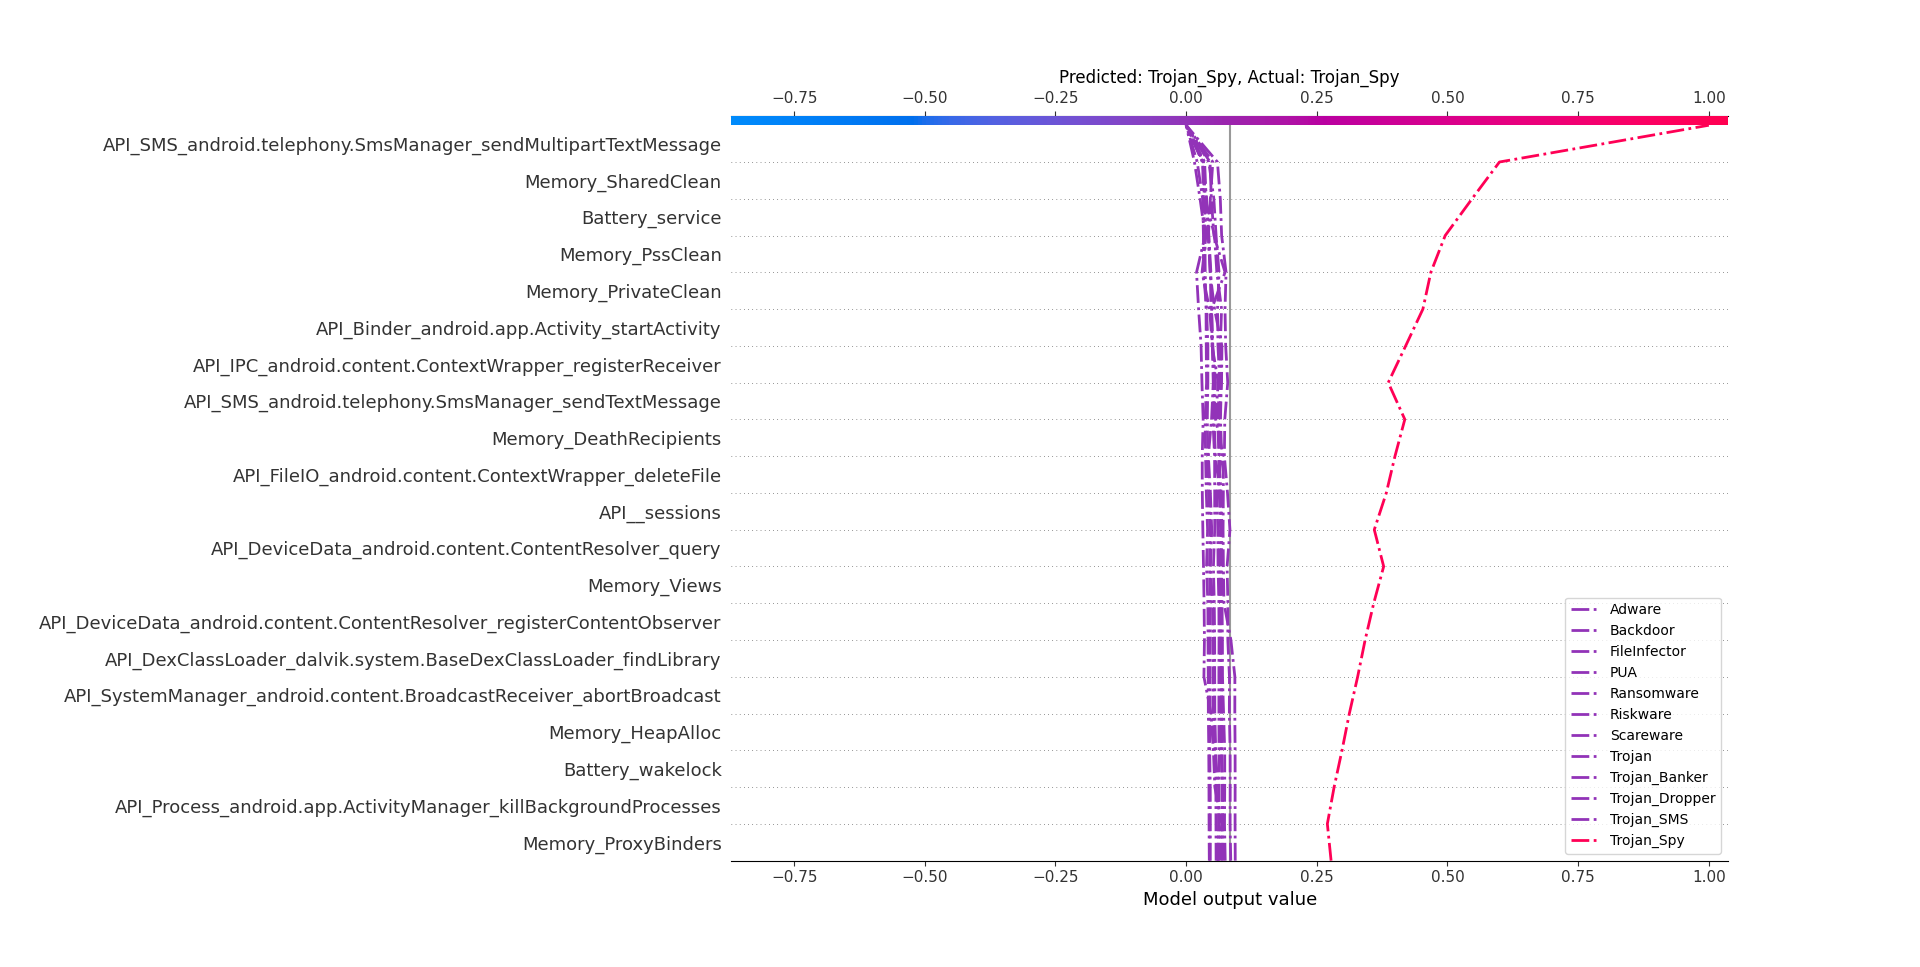 Predicted: Trojan_Spy, Actual: Trojan_Spy
−0.75 −0.50 −0.25 0.00 0.25 0.50 0.75 1.00
API_SMS_android.telephony.SmsManager_sendMultipartTextMessage
Memory_SharedClean
Battery_service
Memory_PssClean
Memory_PrivateClean
API_Binder_android.app.Activity_startActivity
API_IPC_android.content.ContextWrapper_registerReceiver
API_SMS_android.telephony.SmsManager_sendTextMessage
Memory_DeathRecipients
API_FileIO_android.content.ContextWrapper_deleteFile
API__sessions
API_DeviceData_android.content.ContentResolver_query
Memory_Views
API_DeviceData_android.content.ContentResolver_registerContentObserver
API_DexClassLoader_dalvik.system.BaseDexClassLoader_findLibrary
API_SystemManager_android.content.BroadcastReceiver_abortBroadcast
Memory_HeapAlloc
Battery_wakelock
API_Process_android.app.ActivityManager_killBackgroundProcesses
Memory_ProxyBinders
Adware
Backdoor
FileInfector
PUA
Ransomware
Riskware
Scareware
Trojan
Trojan_Banker
Trojan_Dropper
Trojan_SMS
Trojan_Spy
−0.75 −0.50 −0.25 0.00 0.25 0.50 0.75 1.00
Model output value